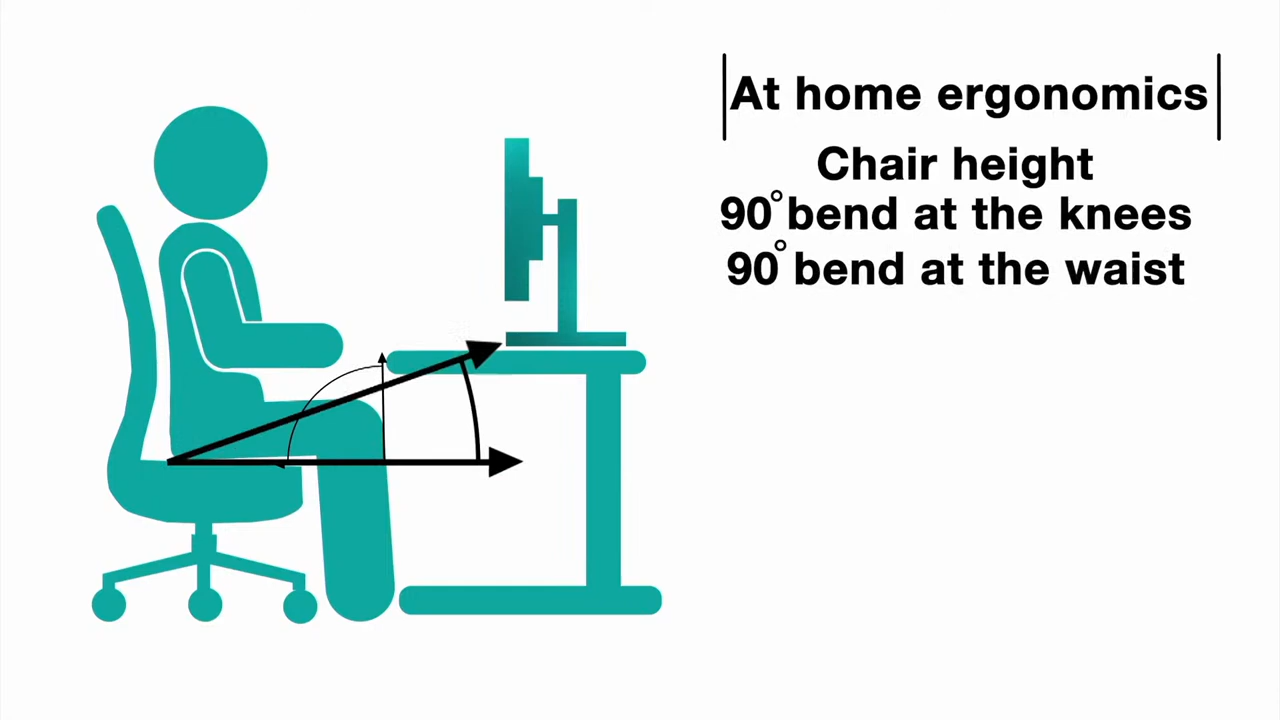 At home ergonomics
Chair height
90° bend at the knees
90° bend at the waist